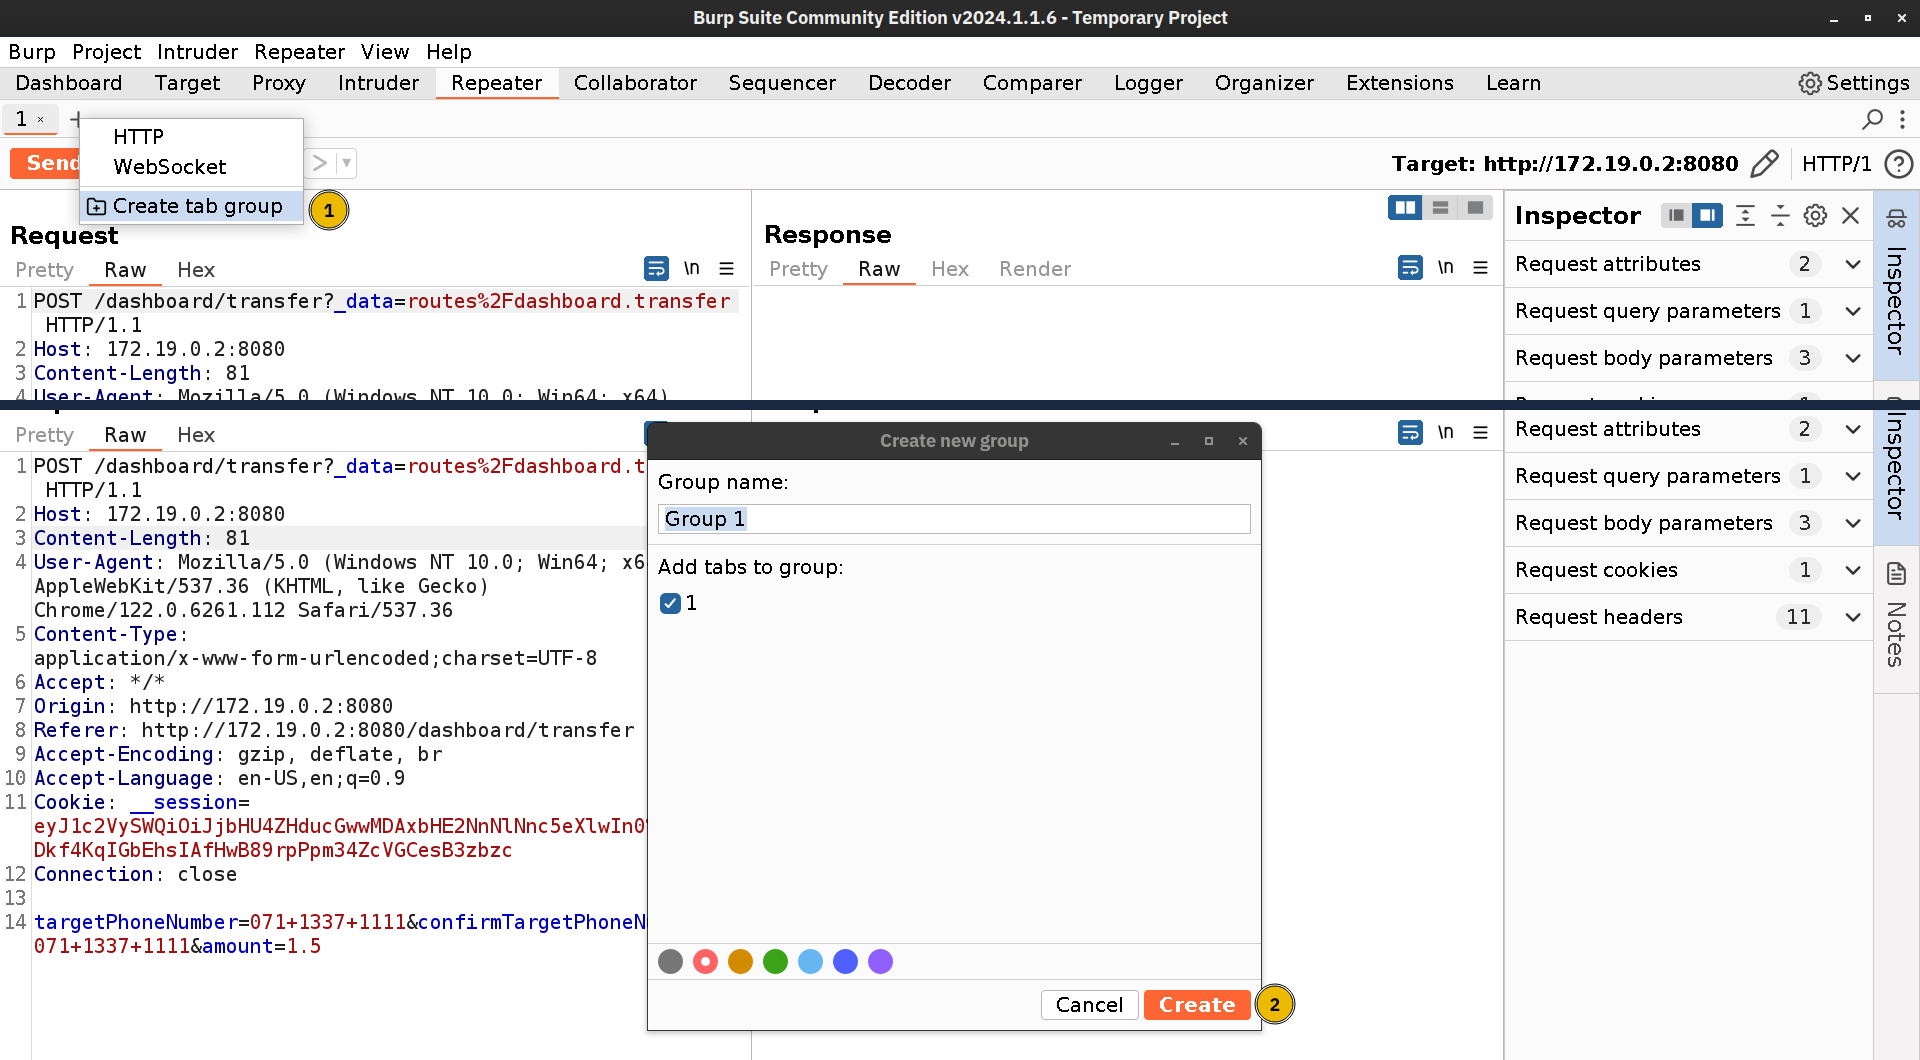 Burp Suite Community Edition v2024.1.1.6 - Temporary Project
Burp Project Intruder Repeater View Help
Dashboard Target Proxy Intruder Repeater Collaborator Sequencer Decoder Comparer Logger Organizer Extensions Learn Settings
1 × +
HTTP
WebSocket
Create tab group
1
Send
Target: http://172.19.0.2:8080 HTTP/1
Request
Pretty Raw Hex
\n
1 POST /dashboard/transfer?_data=routes%2Fdashboard.transfer
HTTP/1.1
2 Host: 172.19.0.2:8080
3 Content-Length: 81
4 User-Agent: Mozilla/5.0 (Windows NT 10.0; Win64; x64)
Response
Pretty Raw Hex Render
\n
Inspector
Request attributes 2
Request query parameters 1
Request body parameters 3
Inspector
Pretty Raw Hex
1 POST /dashboard/transfer?_data=routes%2Fdashboard.t
HTTP/1.1
2 Host: 172.19.0.2:8080
3 Content-Length: 81
4 User-Agent: Mozilla/5.0 (Windows NT 10.0; Win64; x6
AppleWebKit/537.36 (KHTML, like Gecko)
Chrome/122.0.6261.112 Safari/537.36
5 Content-Type:
application/x-www-form-urlencoded;charset=UTF-8
6 Accept: */*
7 Origin: http://172.19.0.2:8080
8 Referer: http://172.19.0.2:8080/dashboard/transfer
9 Accept-Encoding: gzip, deflate, br
10 Accept-Language: en-US,en;q=0.9
11 Cookie: __session=
eyJ1c2VySWQiOiJjbHU4ZHducGwwMDAxbHE2NnNlNnc5eXlwIn0
Dkf4KqIGbEhsIAfHwB89rpPpm34ZcVGCesB3zbzc
12 Connection: close
13
14 targetPhoneNumber=071+1337+1111&confirmTargetPhoneN
071+1337+1111&amount=1.5
Create new group
Group name:
Group 1
Add tabs to group:
1
Cancel Create
2
\n
Request attributes 2
Request query parameters 1
Request body parameters 3
Request cookies 1
Request headers 11
Inspector
Notes